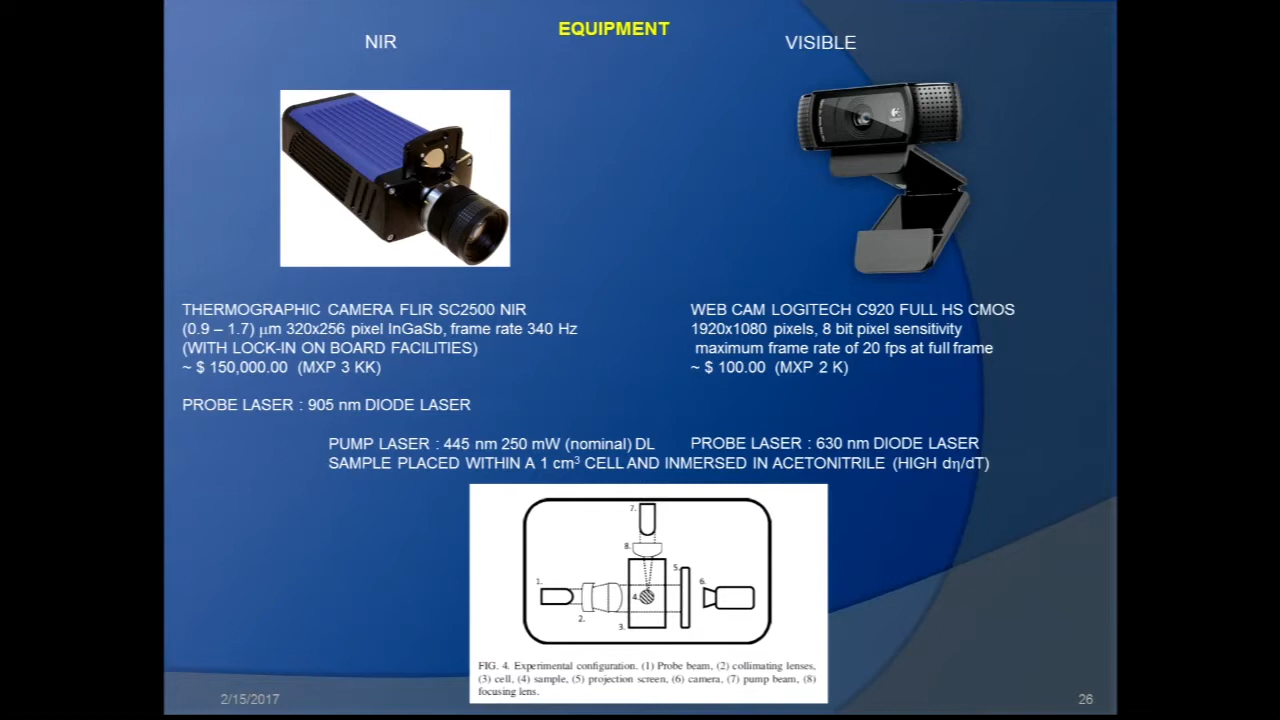 EQUIPMENT
NIR
VISIBLE
THERMOGRAPHIC CAMERA FLIR SC2500 NIR
(0.9 – 1.7) μm 320x256 pixel InGaSb, frame rate 340 Hz
(WITH LOCK-IN ON BOARD FACILITIES)
~ $ 150,000.00 (MXP 3 KK)
PROBE LASER : 905 nm DIODE LASER
WEB CAM LOGITECH C920 FULL HS CMOS
1920x1080 pixels, 8 bit pixel sensitivity
maximum frame rate of 20 fps at full frame
~ $ 100.00 (MXP 2 K)
PUMP LASER : 445 nm 250 mW (nominal) DL
PROBE LASER : 630 nm DIODE LASER
SAMPLE PLACED WITHIN A 1 cm³ CELL AND INMERSED IN ACETONITRILE (HIGH dη/dT)
7.
8.
5.
1.
4.
6.
2.
3.
FIG. 4. Experimental configuration. (1) Probe beam, (2) collimating lenses,
(3) cell, (4) sample, (5) projection screen, (6) camera, (7) pump beam, (8)
focusing lens.
2/15/2017
26